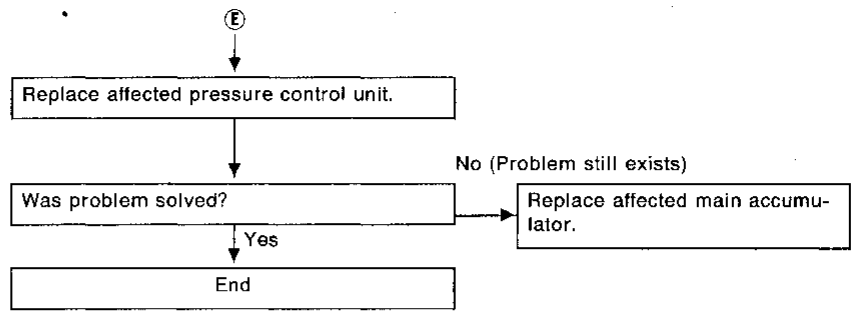 Ⓔ
Replace affected pressure control unit.
No (Problem still exists)
Was problem solved?
Replace affected main accumu-
lator.
Yes
End